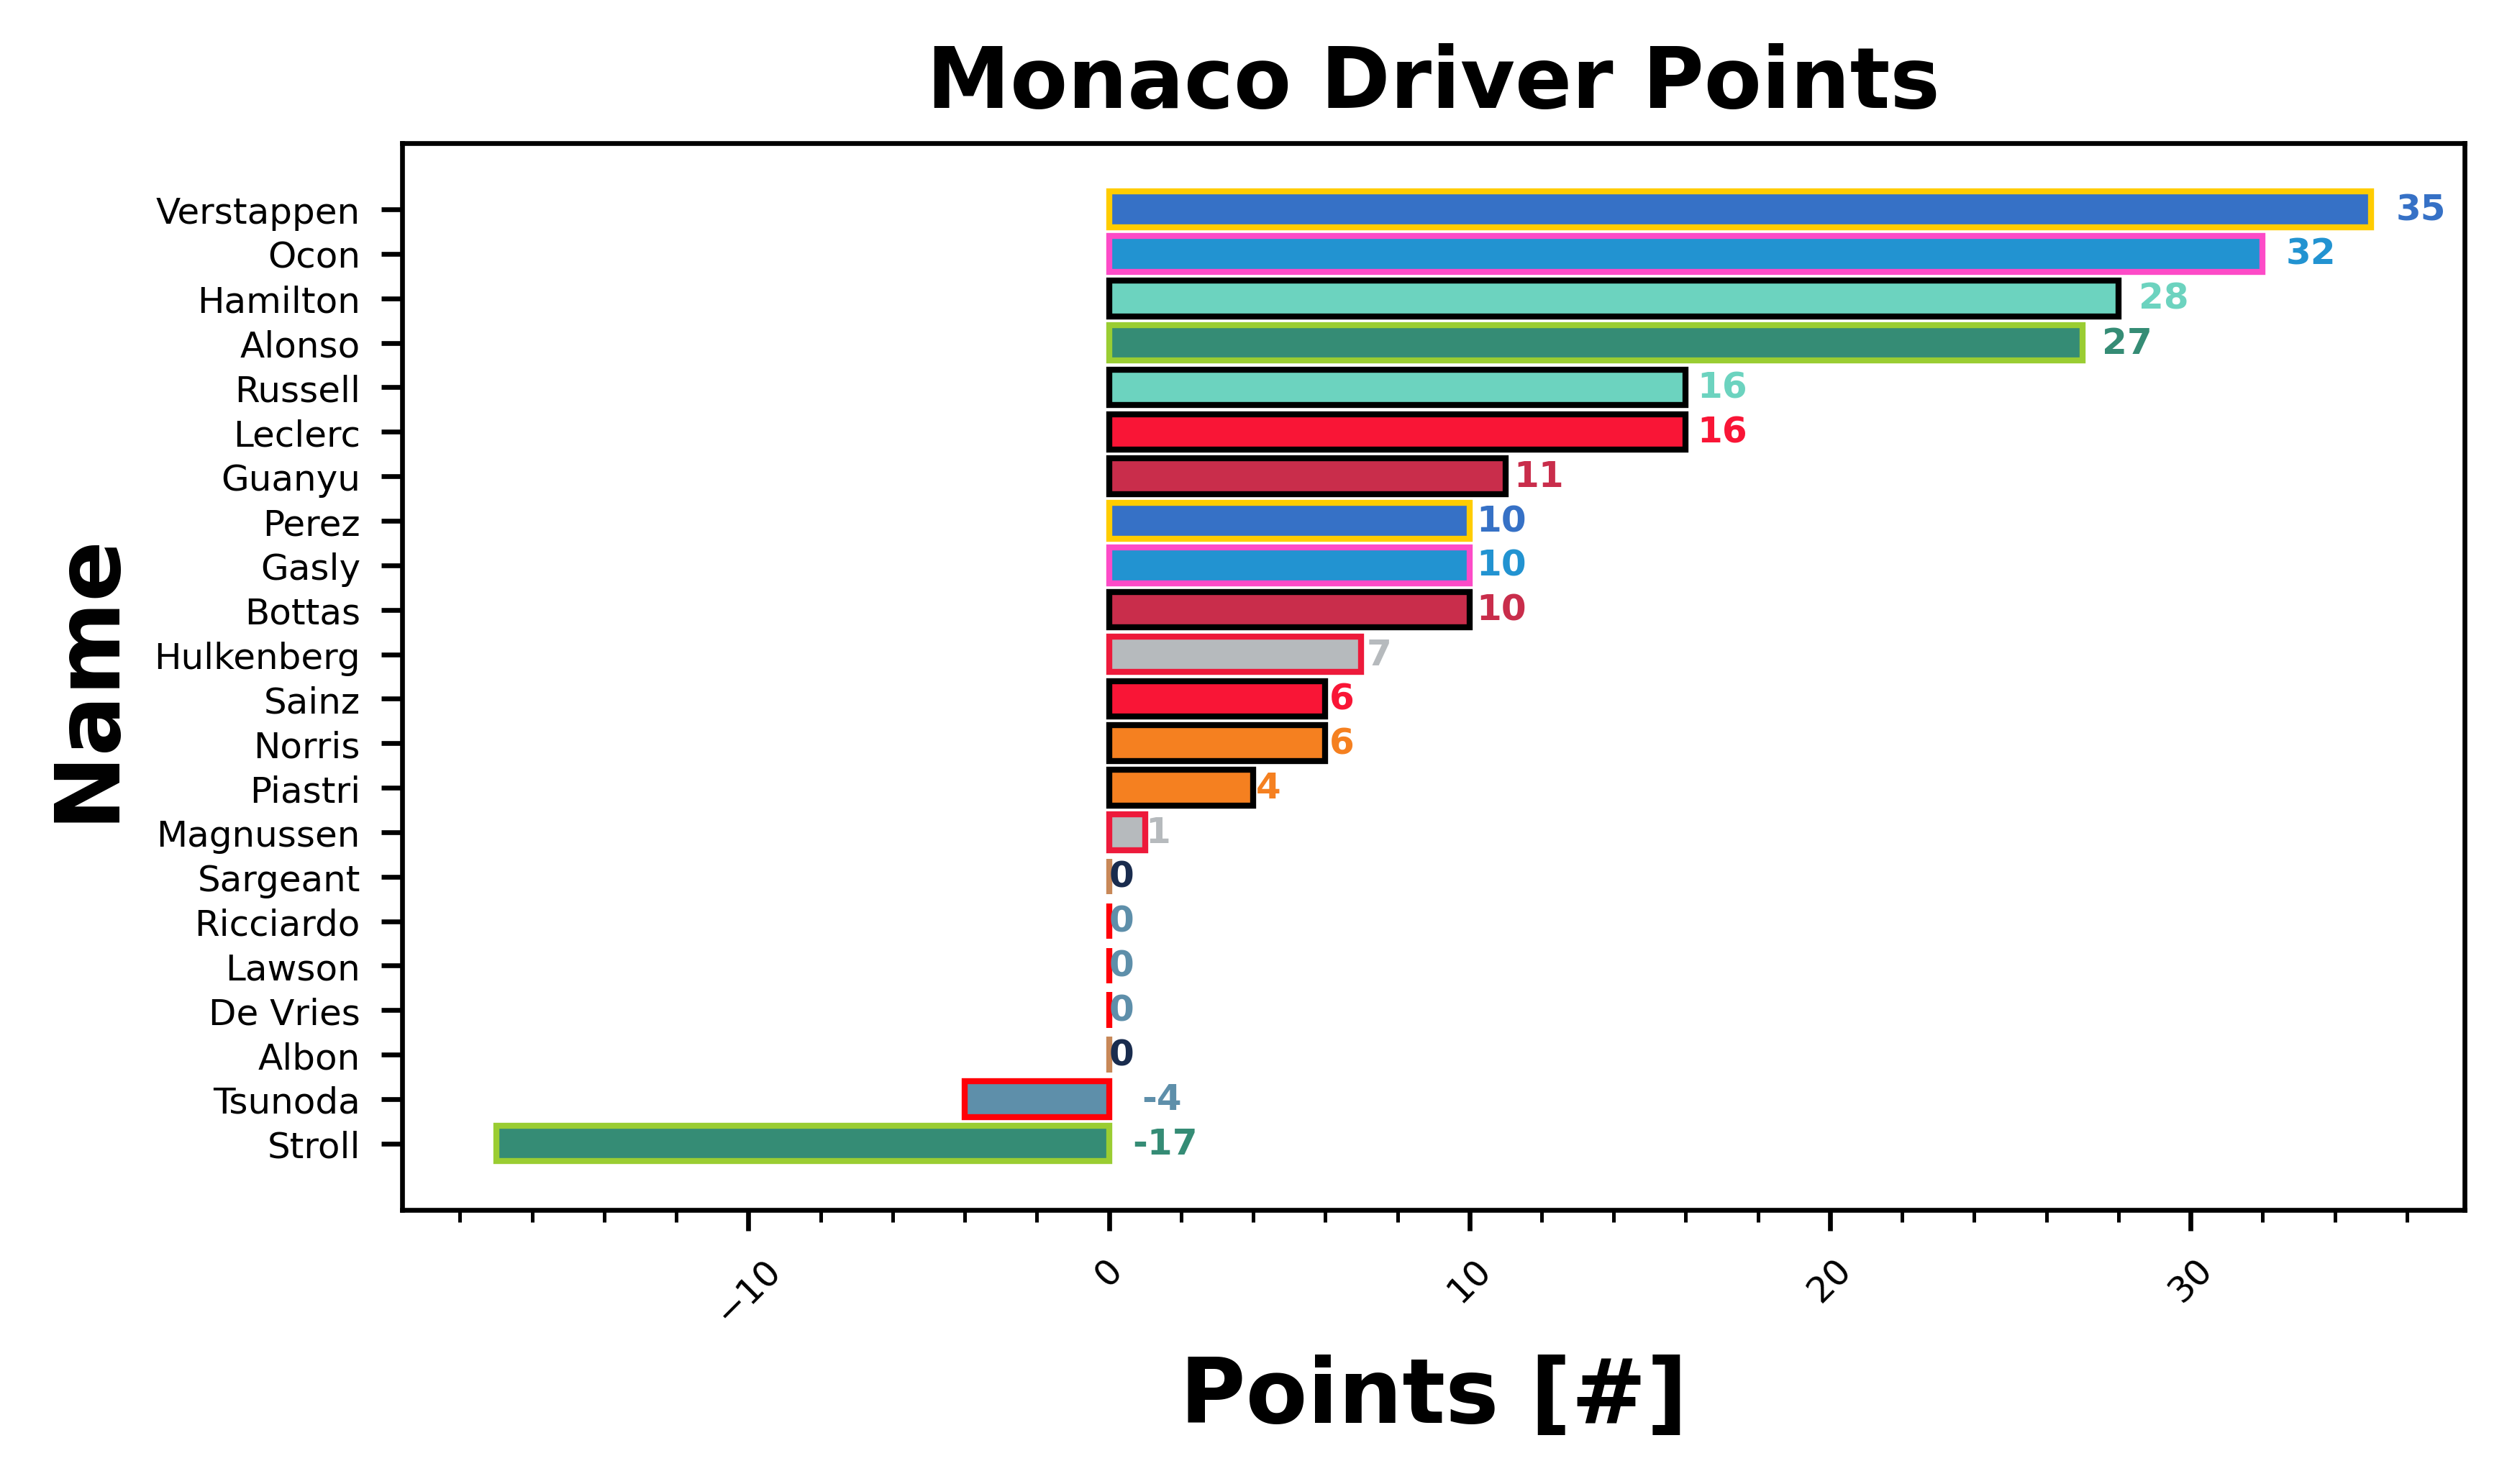 Monaco Driver Points
Name
Verstappen 35
Ocon 32
Hamilton 28
Alonso 27
Russell 16
Leclerc 16
Guanyu 11
Perez 10
Gasly 10
Bottas 10
Hulkenberg 7
Sainz 6
Norris 6
Piastri 4
Magnussen 1
Sargeant 0
Ricciardo 0
Lawson 0
De Vries 0
Albon 0
Tsunoda -4
Stroll -17
−10 0 10 20 30
Points [#]